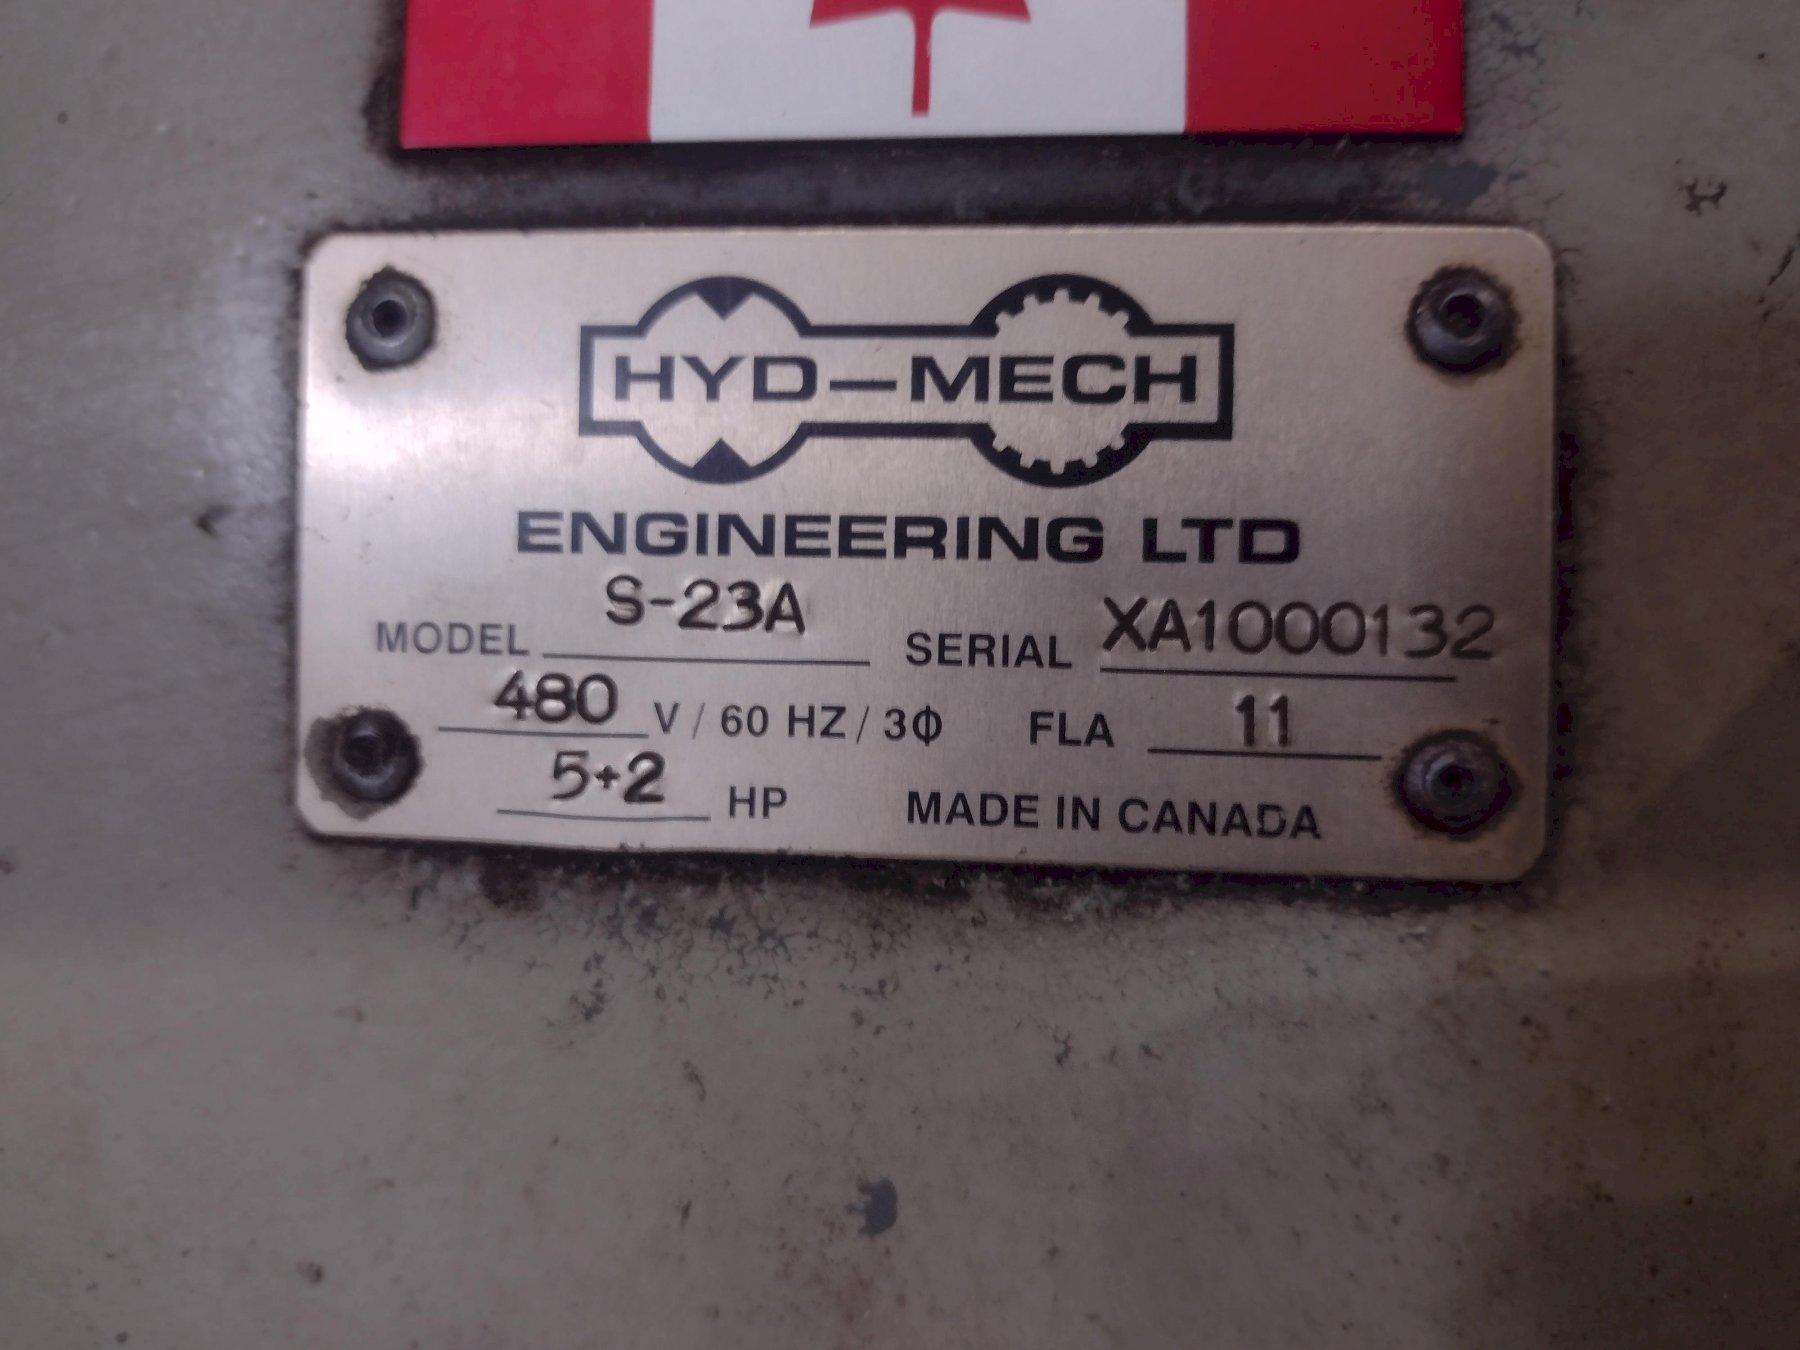 HYD-MECH
ENGINEERING LTD
MODEL S-23A SERIAL XA1000132
480 V / 60 HZ / 3Φ FLA 11
5+2 HP MADE IN CANADA